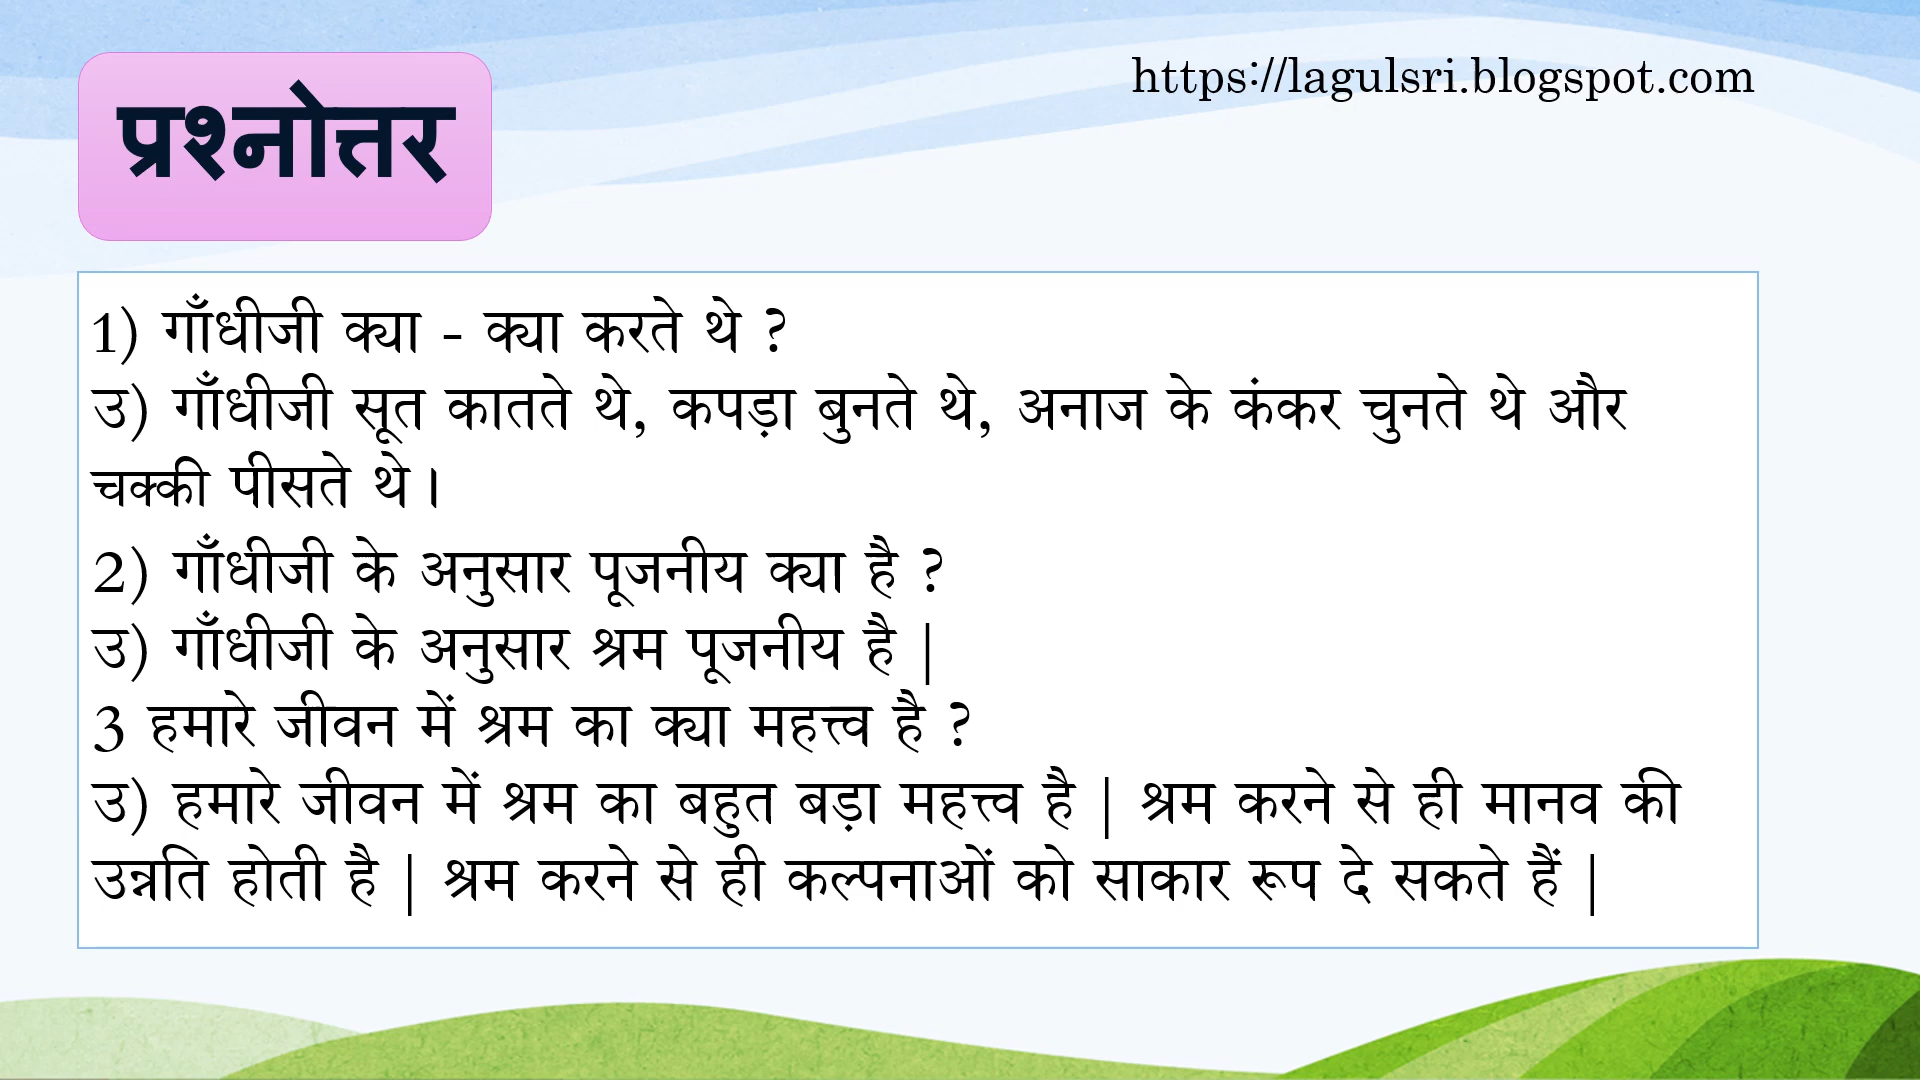 प्रश्नोत्तर
https://lagulsri.blogspot.com
1) गाँधीजी क्या - क्या करते थे ?
उ) गाँधीजी सूत कातते थे, कपड़ा बुनते थे, अनाज के कंकर चुनते थे और
चक्की पीसते थे।
2) गाँधीजी के अनुसार पूजनीय क्या है ?
उ) गाँधीजी के अनुसार श्रम पूजनीय है |
3 हमारे जीवन में श्रम का क्या महत्त्व है ?
उ) हमारे जीवन में श्रम का बहुत बड़ा महत्त्व है | श्रम करने से ही मानव की
उन्नति होती है | श्रम करने से ही कल्पनाओं को साकार रूप दे सकते हैं |